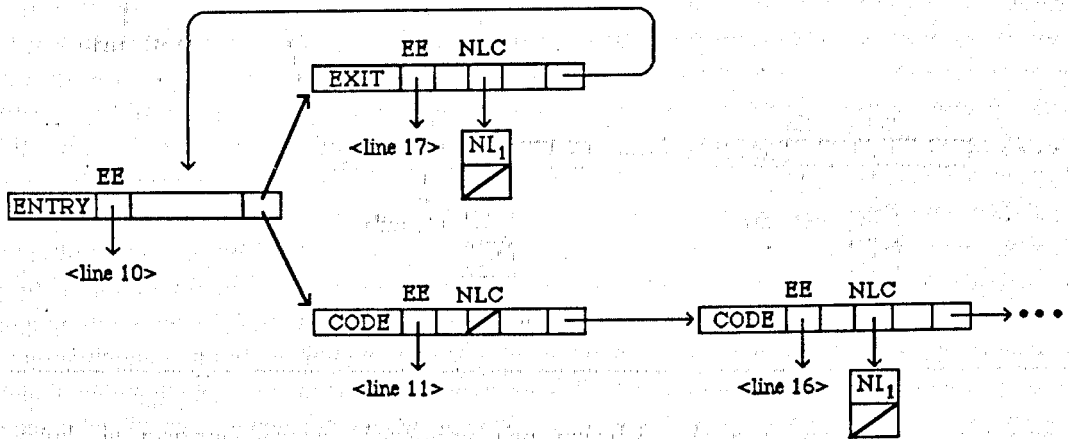 EE NLC
EXIT
<line 17> NI1
EE
ENTRY
<line 10>
EE NLC
CODE
<line 11>
EE NLC
CODE
<line 16> NI1